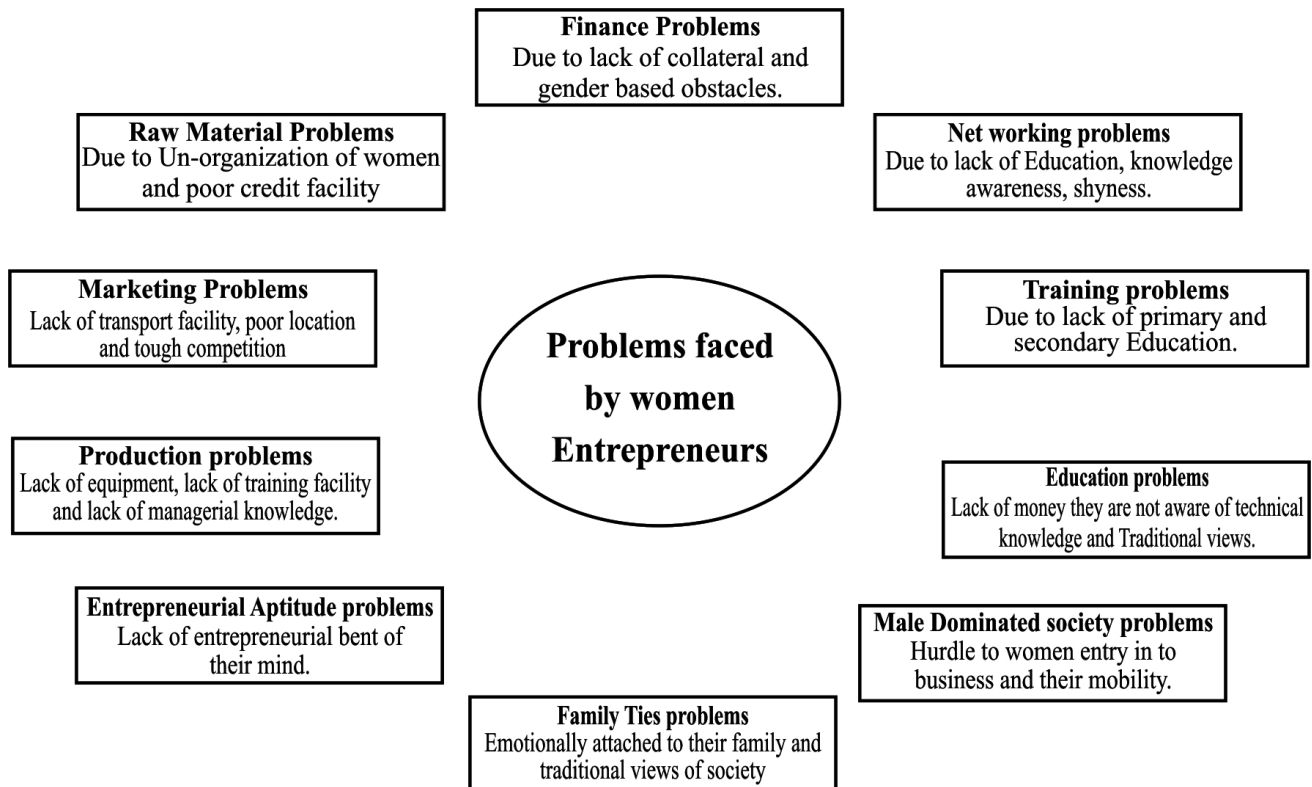 Finance Problems
Due to lack of collateral and
gender based obstacles.
Raw Material Problems
Due to Un-organization of women
and poor credit facility
Net working problems
Due to lack of Education, knowledge
awareness, shyness.
Marketing Problems
Lack of transport facility, poor location
and tough competition
Training problems
Due to lack of primary and
secondary Education.
Problems faced
by women
Entrepreneurs
Production problems
Lack of equipment, lack of training facility
and lack of managerial knowledge.
Education problems
Lack of money they are not aware of technical
knowledge and Traditional views.
Entrepreneurial Aptitude problems
Lack of entrepreneurial bent of
their mind.
Male Dominated society problems
Hurdle to women entry in to
business and their mobility.
Family Ties problems
Emotionally attached to their family and
traditional views of society